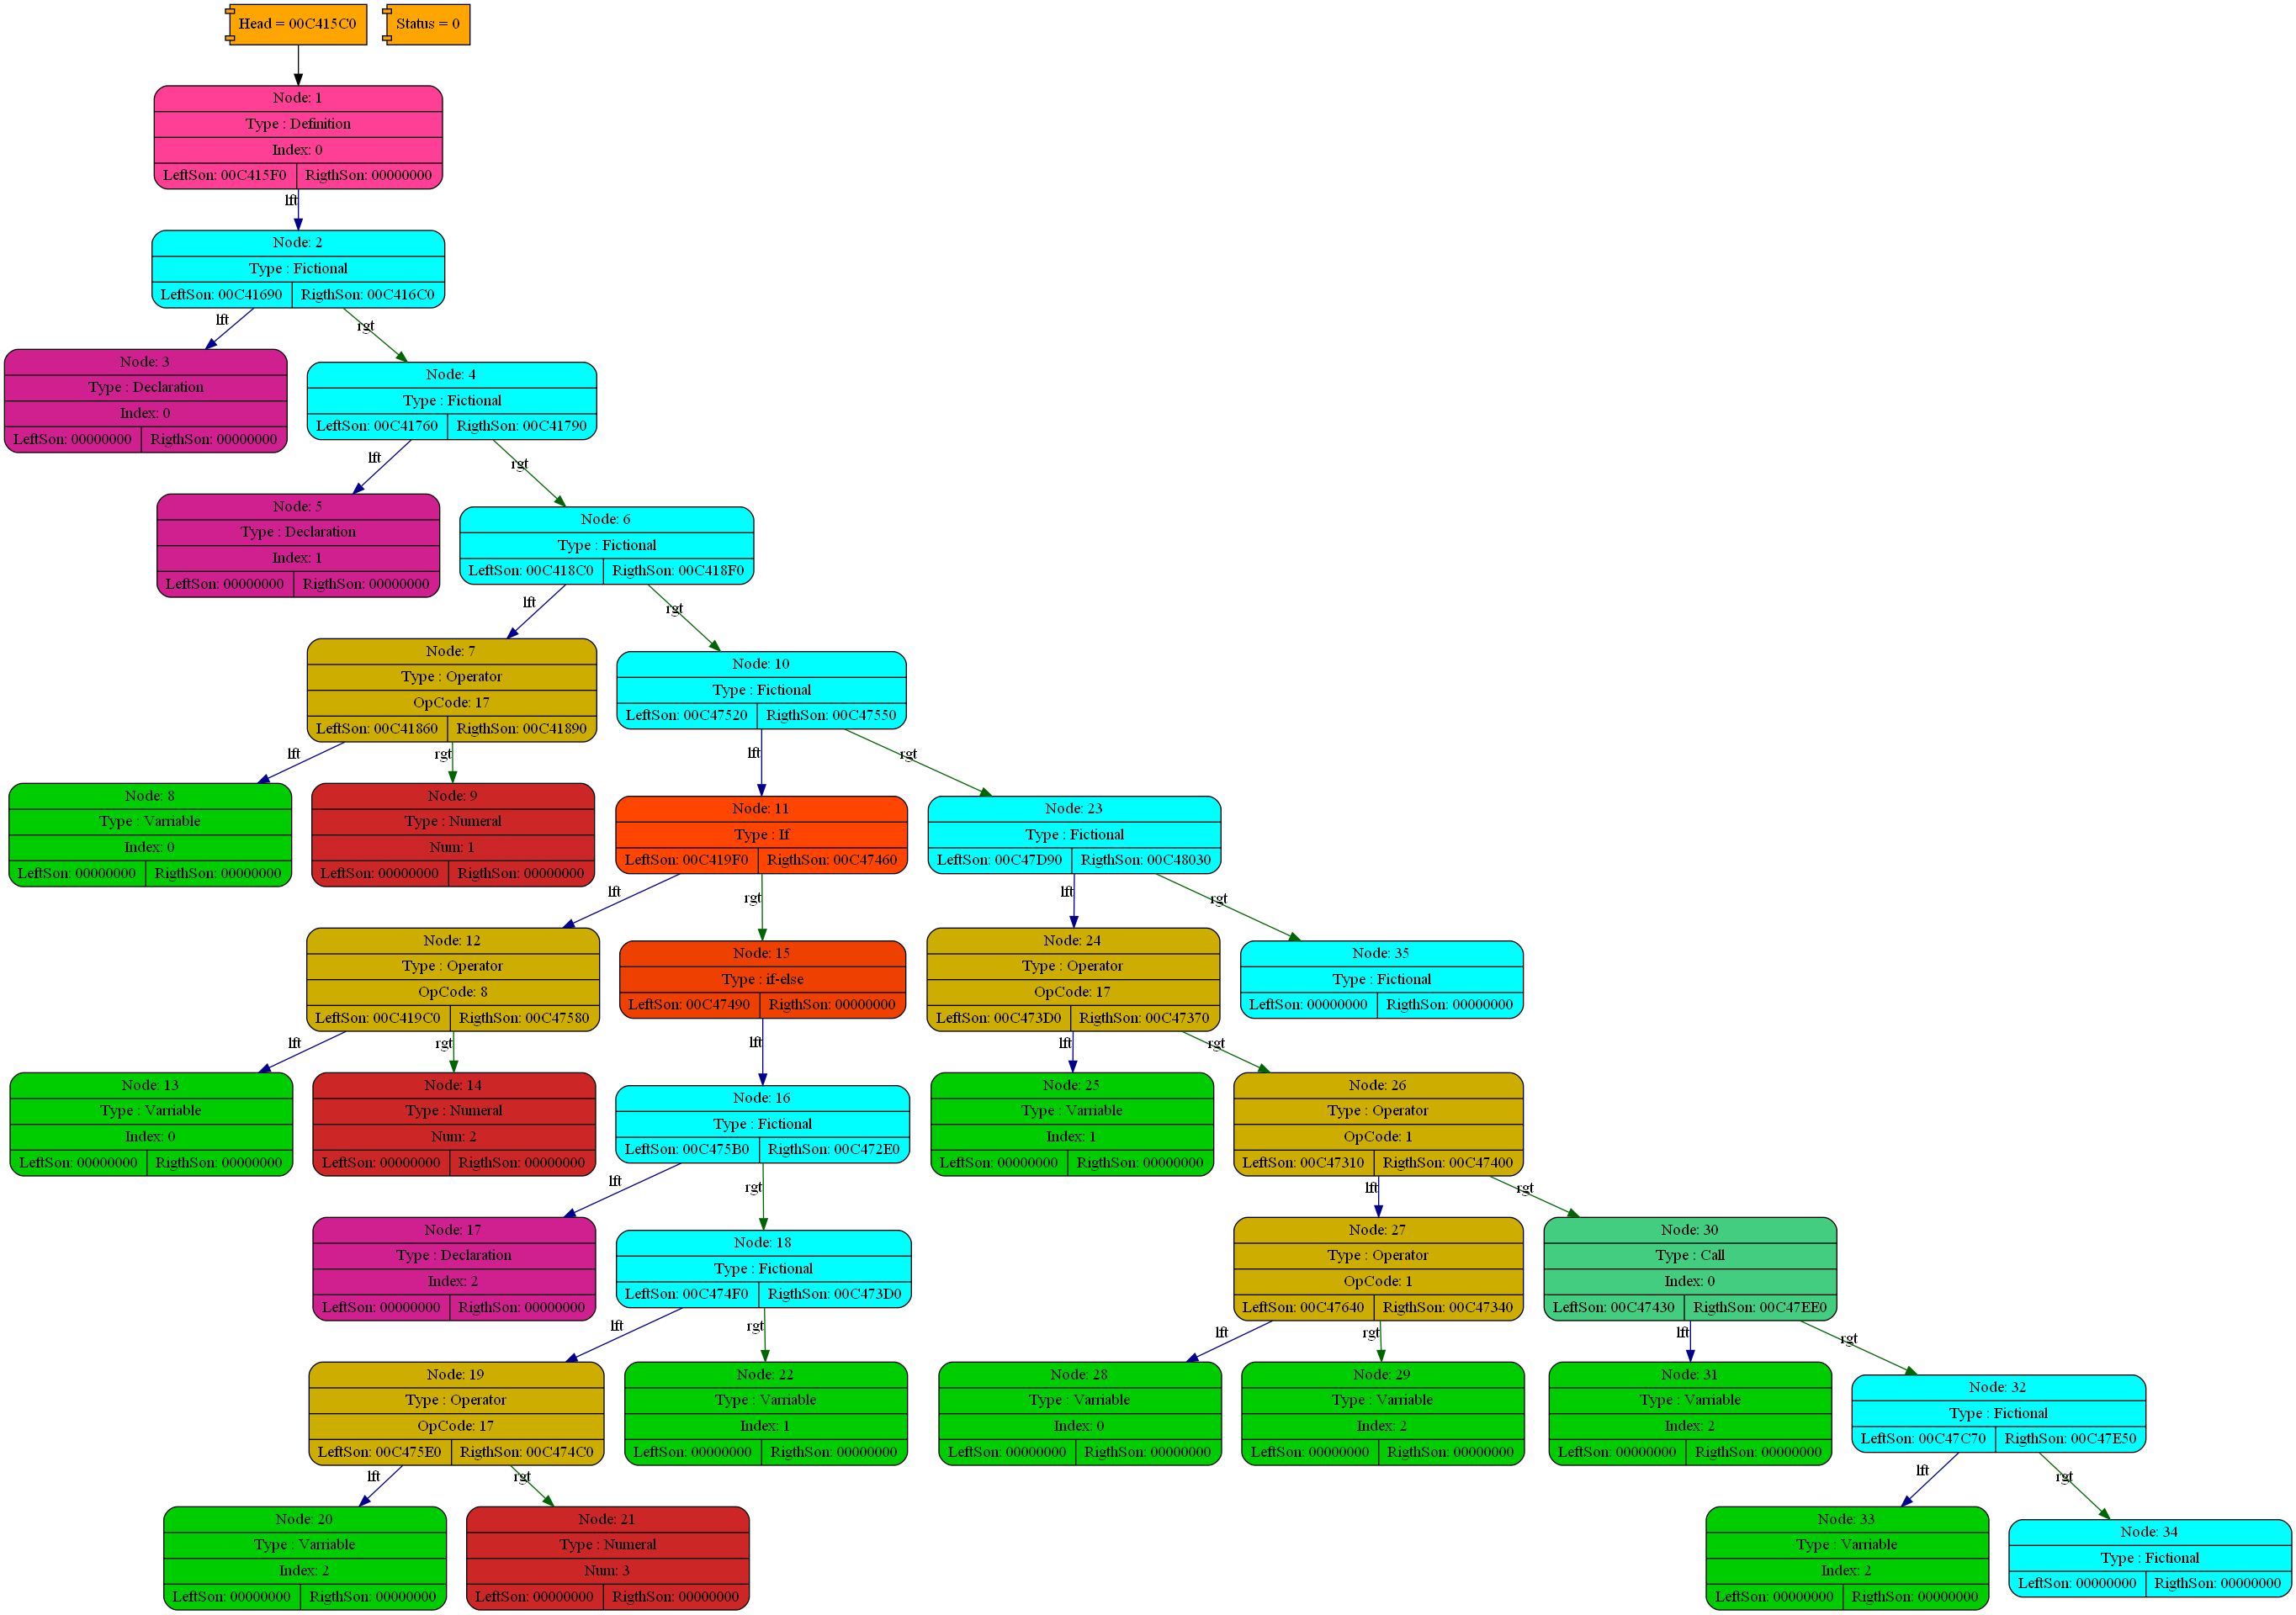 Head = 00C415C0
Status = 0
Node: 1
Type : Definition
Index: 0
LeftSon: 00C415F0
RigthSon: 00000000
lft
Node: 2
Type : Fictional
LeftSon: 00C41690
RigthSon: 00C416C0
lft
rgt
Node: 3
Type : Declaration
Index: 0
LeftSon: 00000000
RigthSon: 00000000
Node: 4
Type : Fictional
LeftSon: 00C41760
RigthSon: 00C41790
lft
rgt
Node: 5
Type : Declaration
Index: 1
LeftSon: 00000000
RigthSon: 00000000
Node: 6
Type : Fictional
LeftSon: 00C418C0
RigthSon: 00C418F0
lft
rgt
Node: 7
Type : Operator
OpCode: 17
LeftSon: 00C41860
RigthSon: 00C41890
lft
rgt
Node: 10
Type : Fictional
LeftSon: 00C47520
RigthSon: 00C47550
lft
rgt
Node: 8
Type : Varriable
Index: 0
LeftSon: 00000000
RigthSon: 00000000
Node: 9
Type : Numeral
Num: 1
LeftSon: 00000000
RigthSon: 00000000
Node: 11
Type : If
LeftSon: 00C419F0
RigthSon: 00C47460
lft
rgt
Node: 23
Type : Fictional
LeftSon: 00C47D90
RigthSon: 00C48030
lft
rgt
Node: 12
Type : Operator
OpCode: 8
LeftSon: 00C419C0
RigthSon: 00C47580
lft
rgt
Node: 15
Type : if-else
LeftSon: 00C47490
RigthSon: 00000000
lft
Node: 24
Type : Operator
OpCode: 17
LeftSon: 00C473D0
RigthSon: 00C47370
lft
rgt
Node: 35
Type : Fictional
LeftSon: 00000000
RigthSon: 00000000
Node: 13
Type : Varriable
Index: 0
LeftSon: 00000000
RigthSon: 00000000
Node: 14
Type : Numeral
Num: 2
LeftSon: 00000000
RigthSon: 00000000
Node: 16
Type : Fictional
LeftSon: 00C475B0
RigthSon: 00C472E0
lft
rgt
Node: 25
Type : Varriable
Index: 1
LeftSon: 00000000
RigthSon: 00000000
Node: 26
Type : Operator
OpCode: 1
LeftSon: 00C47310
RigthSon: 00C47400
lft
rgt
Node: 17
Type : Declaration
Index: 2
LeftSon: 00000000
RigthSon: 00000000
Node: 18
Type : Fictional
LeftSon: 00C474F0
RigthSon: 00C473D0
lft
rgt
Node: 27
Type : Operator
OpCode: 1
LeftSon: 00C47640
RigthSon: 00C47340
lft
rgt
Node: 30
Type : Call
Index: 0
LeftSon: 00C47430
RigthSon: 00C47EE0
lft
rgt
Node: 19
Type : Operator
OpCode: 17
LeftSon: 00C475E0
RigthSon: 00C474C0
lft
rgt
Node: 22
Type : Varriable
Index: 1
LeftSon: 00000000
RigthSon: 00000000
Node: 28
Type : Varriable
Index: 0
LeftSon: 00000000
RigthSon: 00000000
Node: 29
Type : Varriable
Index: 2
LeftSon: 00000000
RigthSon: 00000000
Node: 31
Type : Varriable
Index: 2
LeftSon: 00000000
RigthSon: 00000000
Node: 32
Type : Fictional
LeftSon: 00C47C70
RigthSon: 00C47E50
lft
rgt
Node: 20
Type : Varriable
Index: 2
LeftSon: 00000000
RigthSon: 00000000
Node: 21
Type : Numeral
Num: 3
LeftSon: 00000000
RigthSon: 00000000
Node: 33
Type : Varriable
Index: 2
LeftSon: 00000000
RigthSon: 00000000
Node: 34
Type : Fictional
LeftSon: 00000000
RigthSon: 00000000